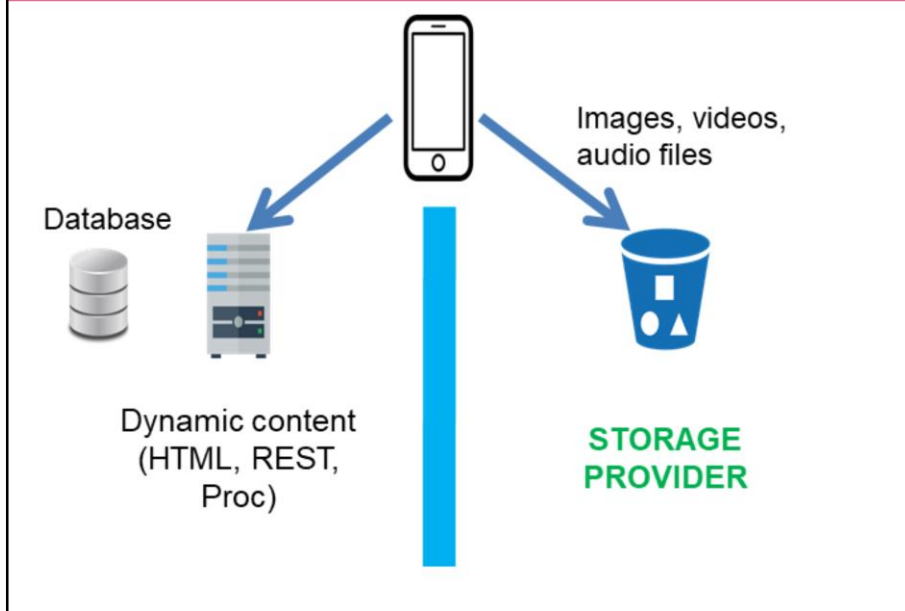 Images, videos,
audio files
Database
Dynamic content
(HTML, REST,
Proc)
STORAGE
PROVIDER